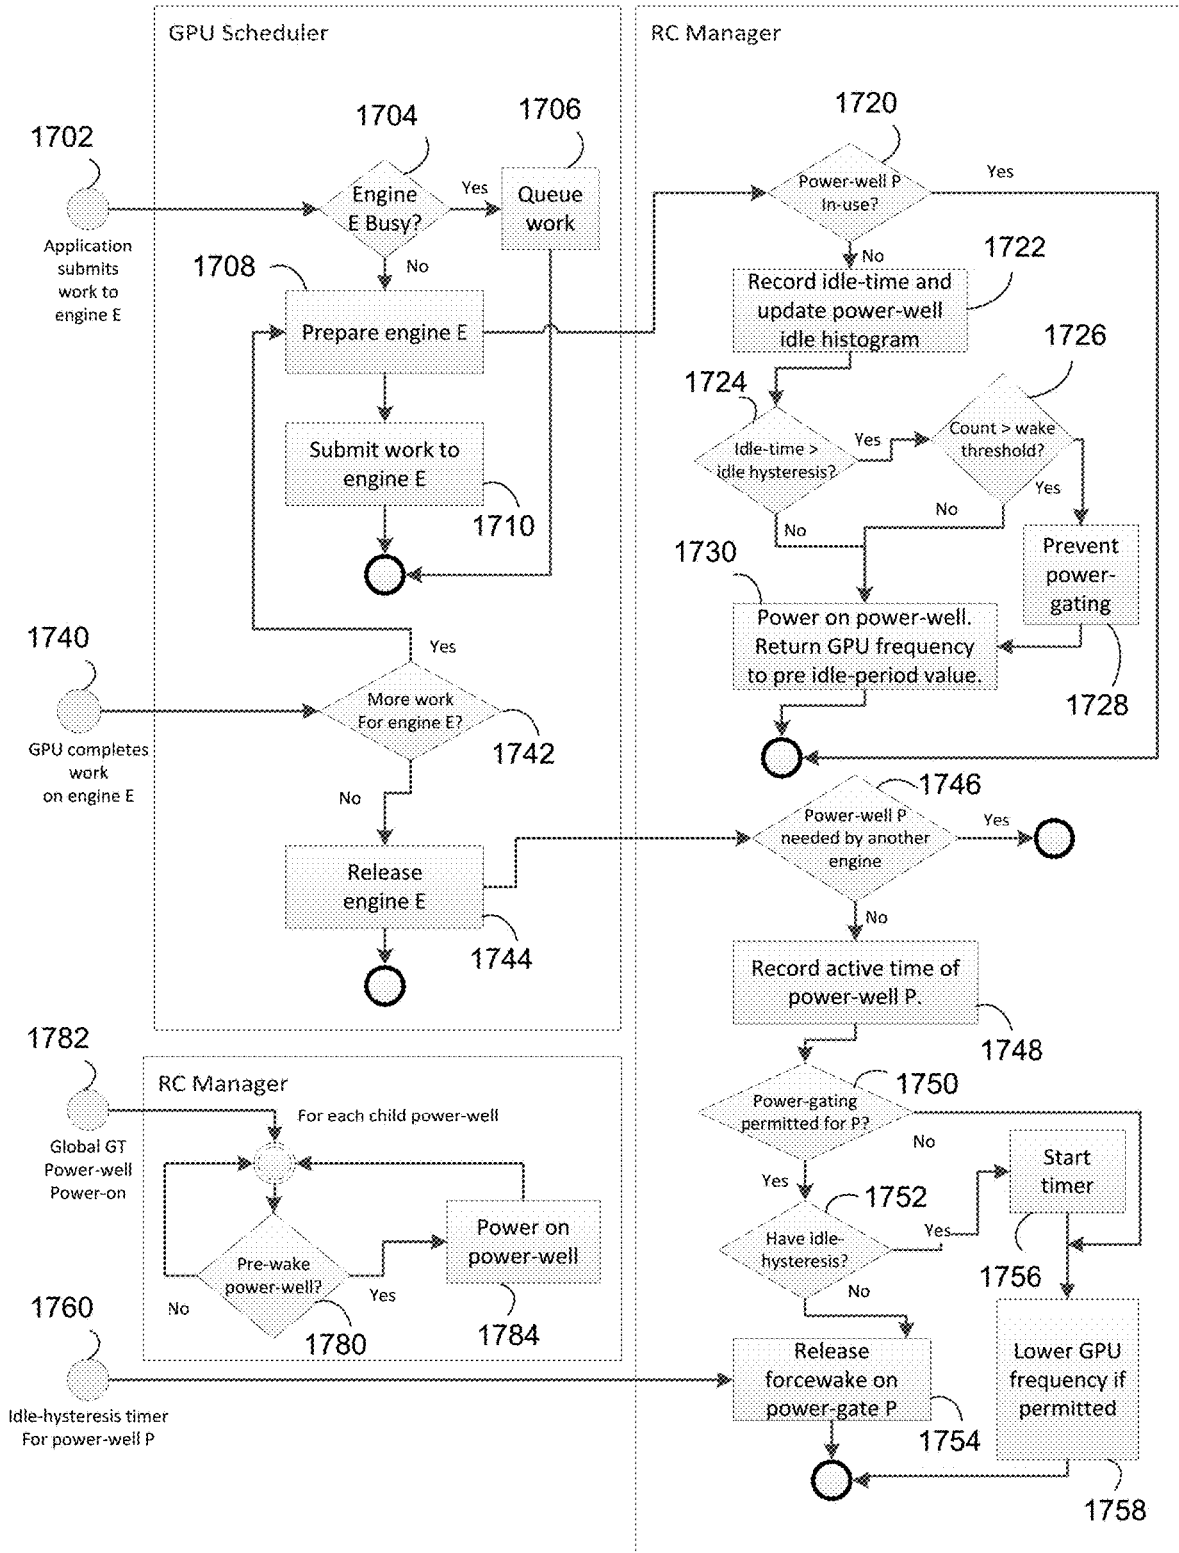 GPU Scheduler
RC Manager
1702
1704
1706
1720
Application
submits
work to
engine E
Engine
E Busy?
Yes
Queue
work
No
Power-well P
In-use?
Yes
No
1708
Prepare engine E
1722
Record idle-time and
update power-well
idle histogram
1724
1726
Idle-time >
idle hysteresis?
Yes
Count > wake
threshold?
Yes
No
No
Submit work to
engine E
1710
1730
Prevent
power-
gating
1728
Power on power-well.
Return GPU frequency
to pre idle-period value.
1740
GPU completes
work
on engine E
Yes
More work
For engine E?
1742
No
1746
Power-well P
needed by another
engine
Yes
No
Release
engine E
1744
Record active time of
power-well P.
1748
1782
Global GT
Power-well
Power-on
RC Manager
For each child power-well
Pre-wake
power-well?
No
Yes
1780
Power on
power-well
1784
1750
Power-gating
permitted for P?
No
Yes
1752
Have idle-
hysteresis?
Yes
No
Start
timer
1756
1760
Idle-hysteresis timer
For power-well P
Release
forcewake on
power-gate P
1754
Lower GPU
frequency if
permitted
1758